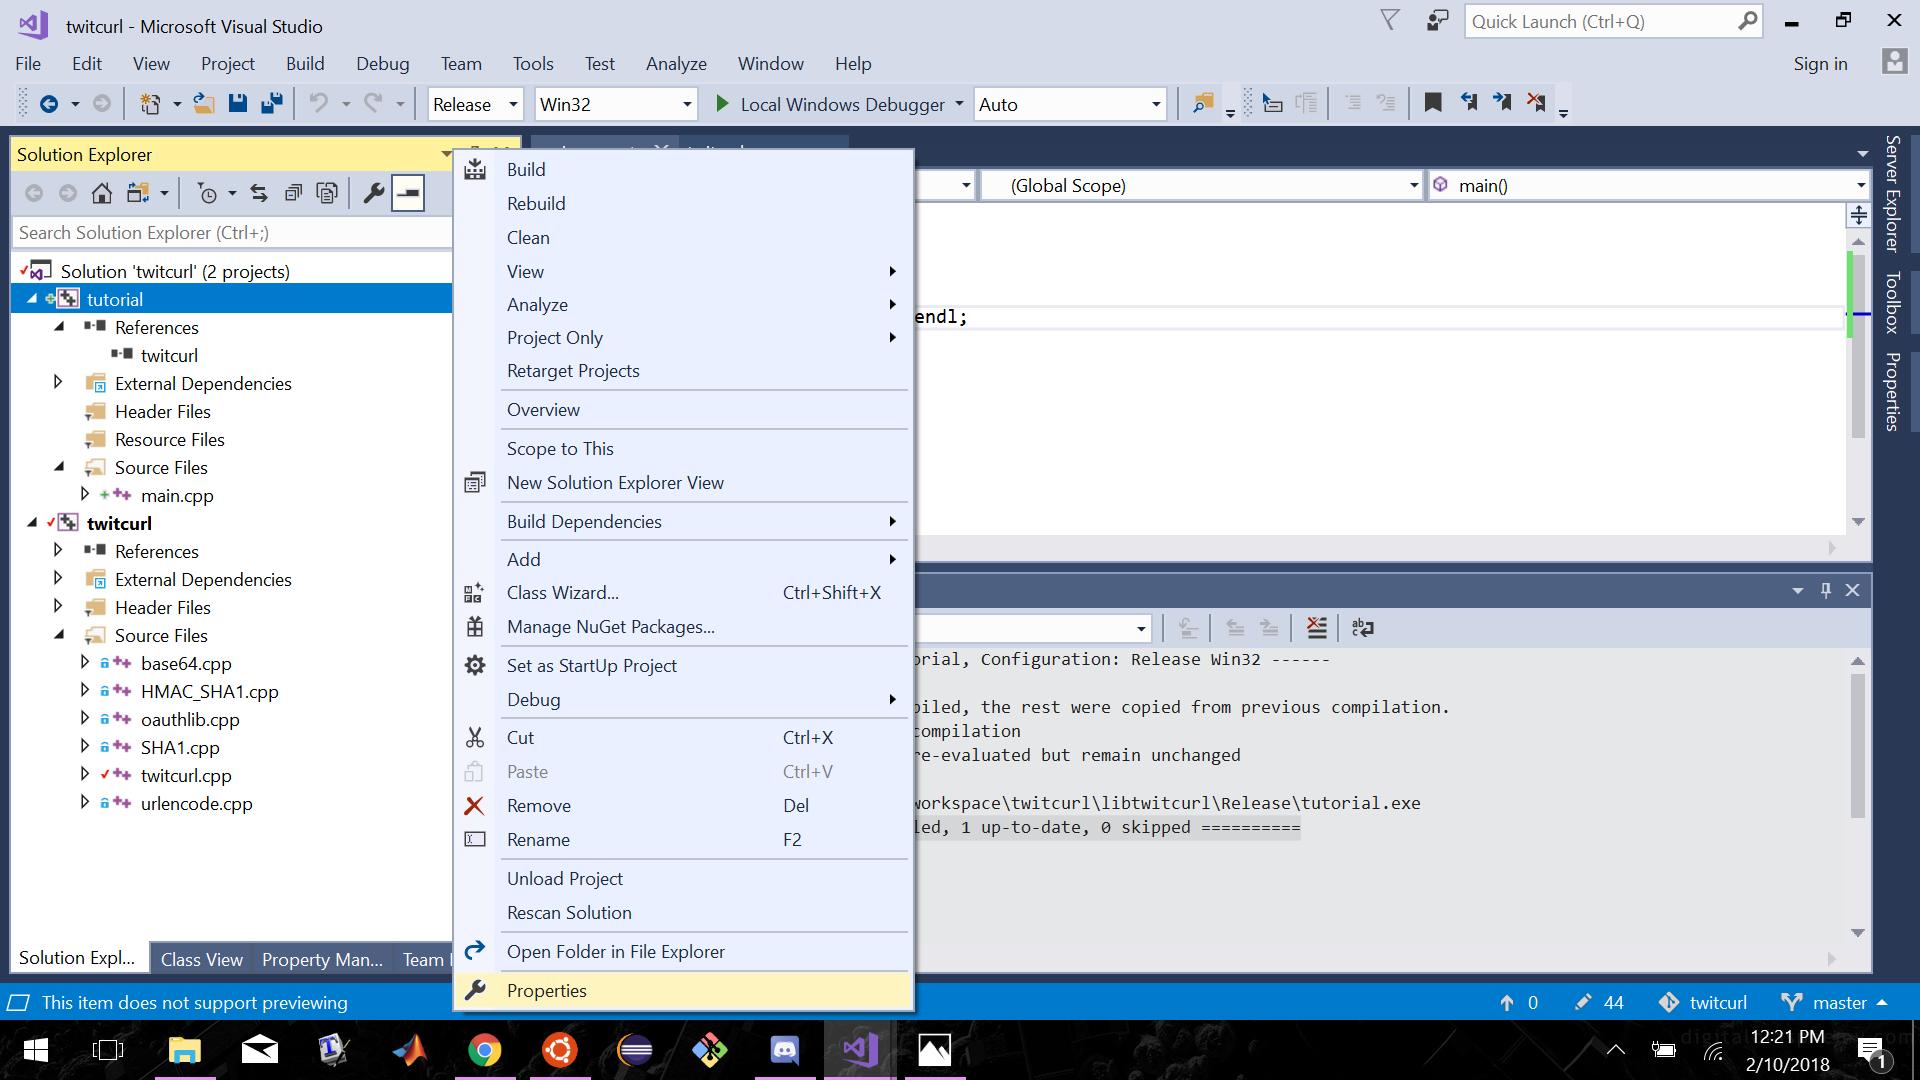 twitcurl - Microsoft Visual Studio
Quick Launch (Ctrl+Q)
File Edit View Project Build Debug Team Tools Test Analyze Window Help
Sign in
Release Win32 Local Windows Debugger Auto
Solution Explorer
Search Solution Explorer (Ctrl+;)
Solution 'twitcurl' (2 projects)
tutorial
References
twitcurl
External Dependencies
Header Files
Resource Files
Source Files
main.cpp
twitcurl
References
External Dependencies
Header Files
Source Files
base64.cpp
HMAC_SHA1.cpp
oauthlib.cpp
SHA1.cpp
twitcurl.cpp
urlencode.cpp
Solution Expl... Class View Property Man... Team
Build
Rebuild
Clean
View
Analyze
Project Only
Retarget Projects
Overview
Scope to This
New Solution Explorer View
Build Dependencies
Add
Class Wizard... Ctrl+Shift+X
Manage NuGet Packages...
Set as StartUp Project
Debug
Cut Ctrl+X
Paste Ctrl+V
Remove Del
Rename F2
Unload Project
Rescan Solution
Open Folder in File Explorer
Properties
(Global Scope) main()
endl;
orial, Configuration: Release Win32 ------
piled, the rest were copied from previous compilation.
compilation
re-evaluated but remain unchanged
workspace\twitcurl\libtwitcurl\Release\tutorial.exe
led, 1 up-to-date, 0 skipped ==========
Server Explorer
Toolbox
Properties
This item does not support previewing
0 44 twitcurl master
12:21 PM
2/10/2018
1